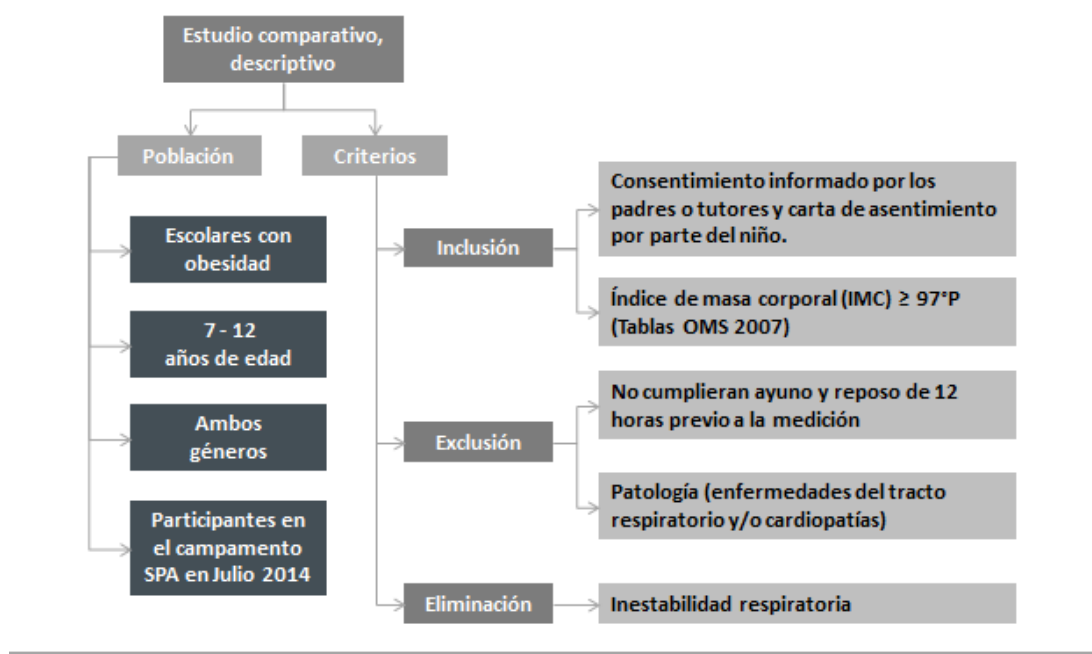 Estudio comparativo,
descriptivo
Población
Criterios
Escolares con
obesidad
7 - 12
años de edad
Ambos
géneros
Participantes en
el campamento
SPA en Julio 2014
Inclusión
Consentimiento informado por los
padres o tutores y carta de asentimiento
por parte del niño.
Índice de masa corporal (IMC) ≥ 97°P
(Tablas OMS 2007)
Exclusión
No cumplieran ayuno y reposo de 12
horas previo a la medición
Patología (enfermedades del tracto
respiratorio y/o cardiopatías)
Eliminación
Inestabilidad respiratoria